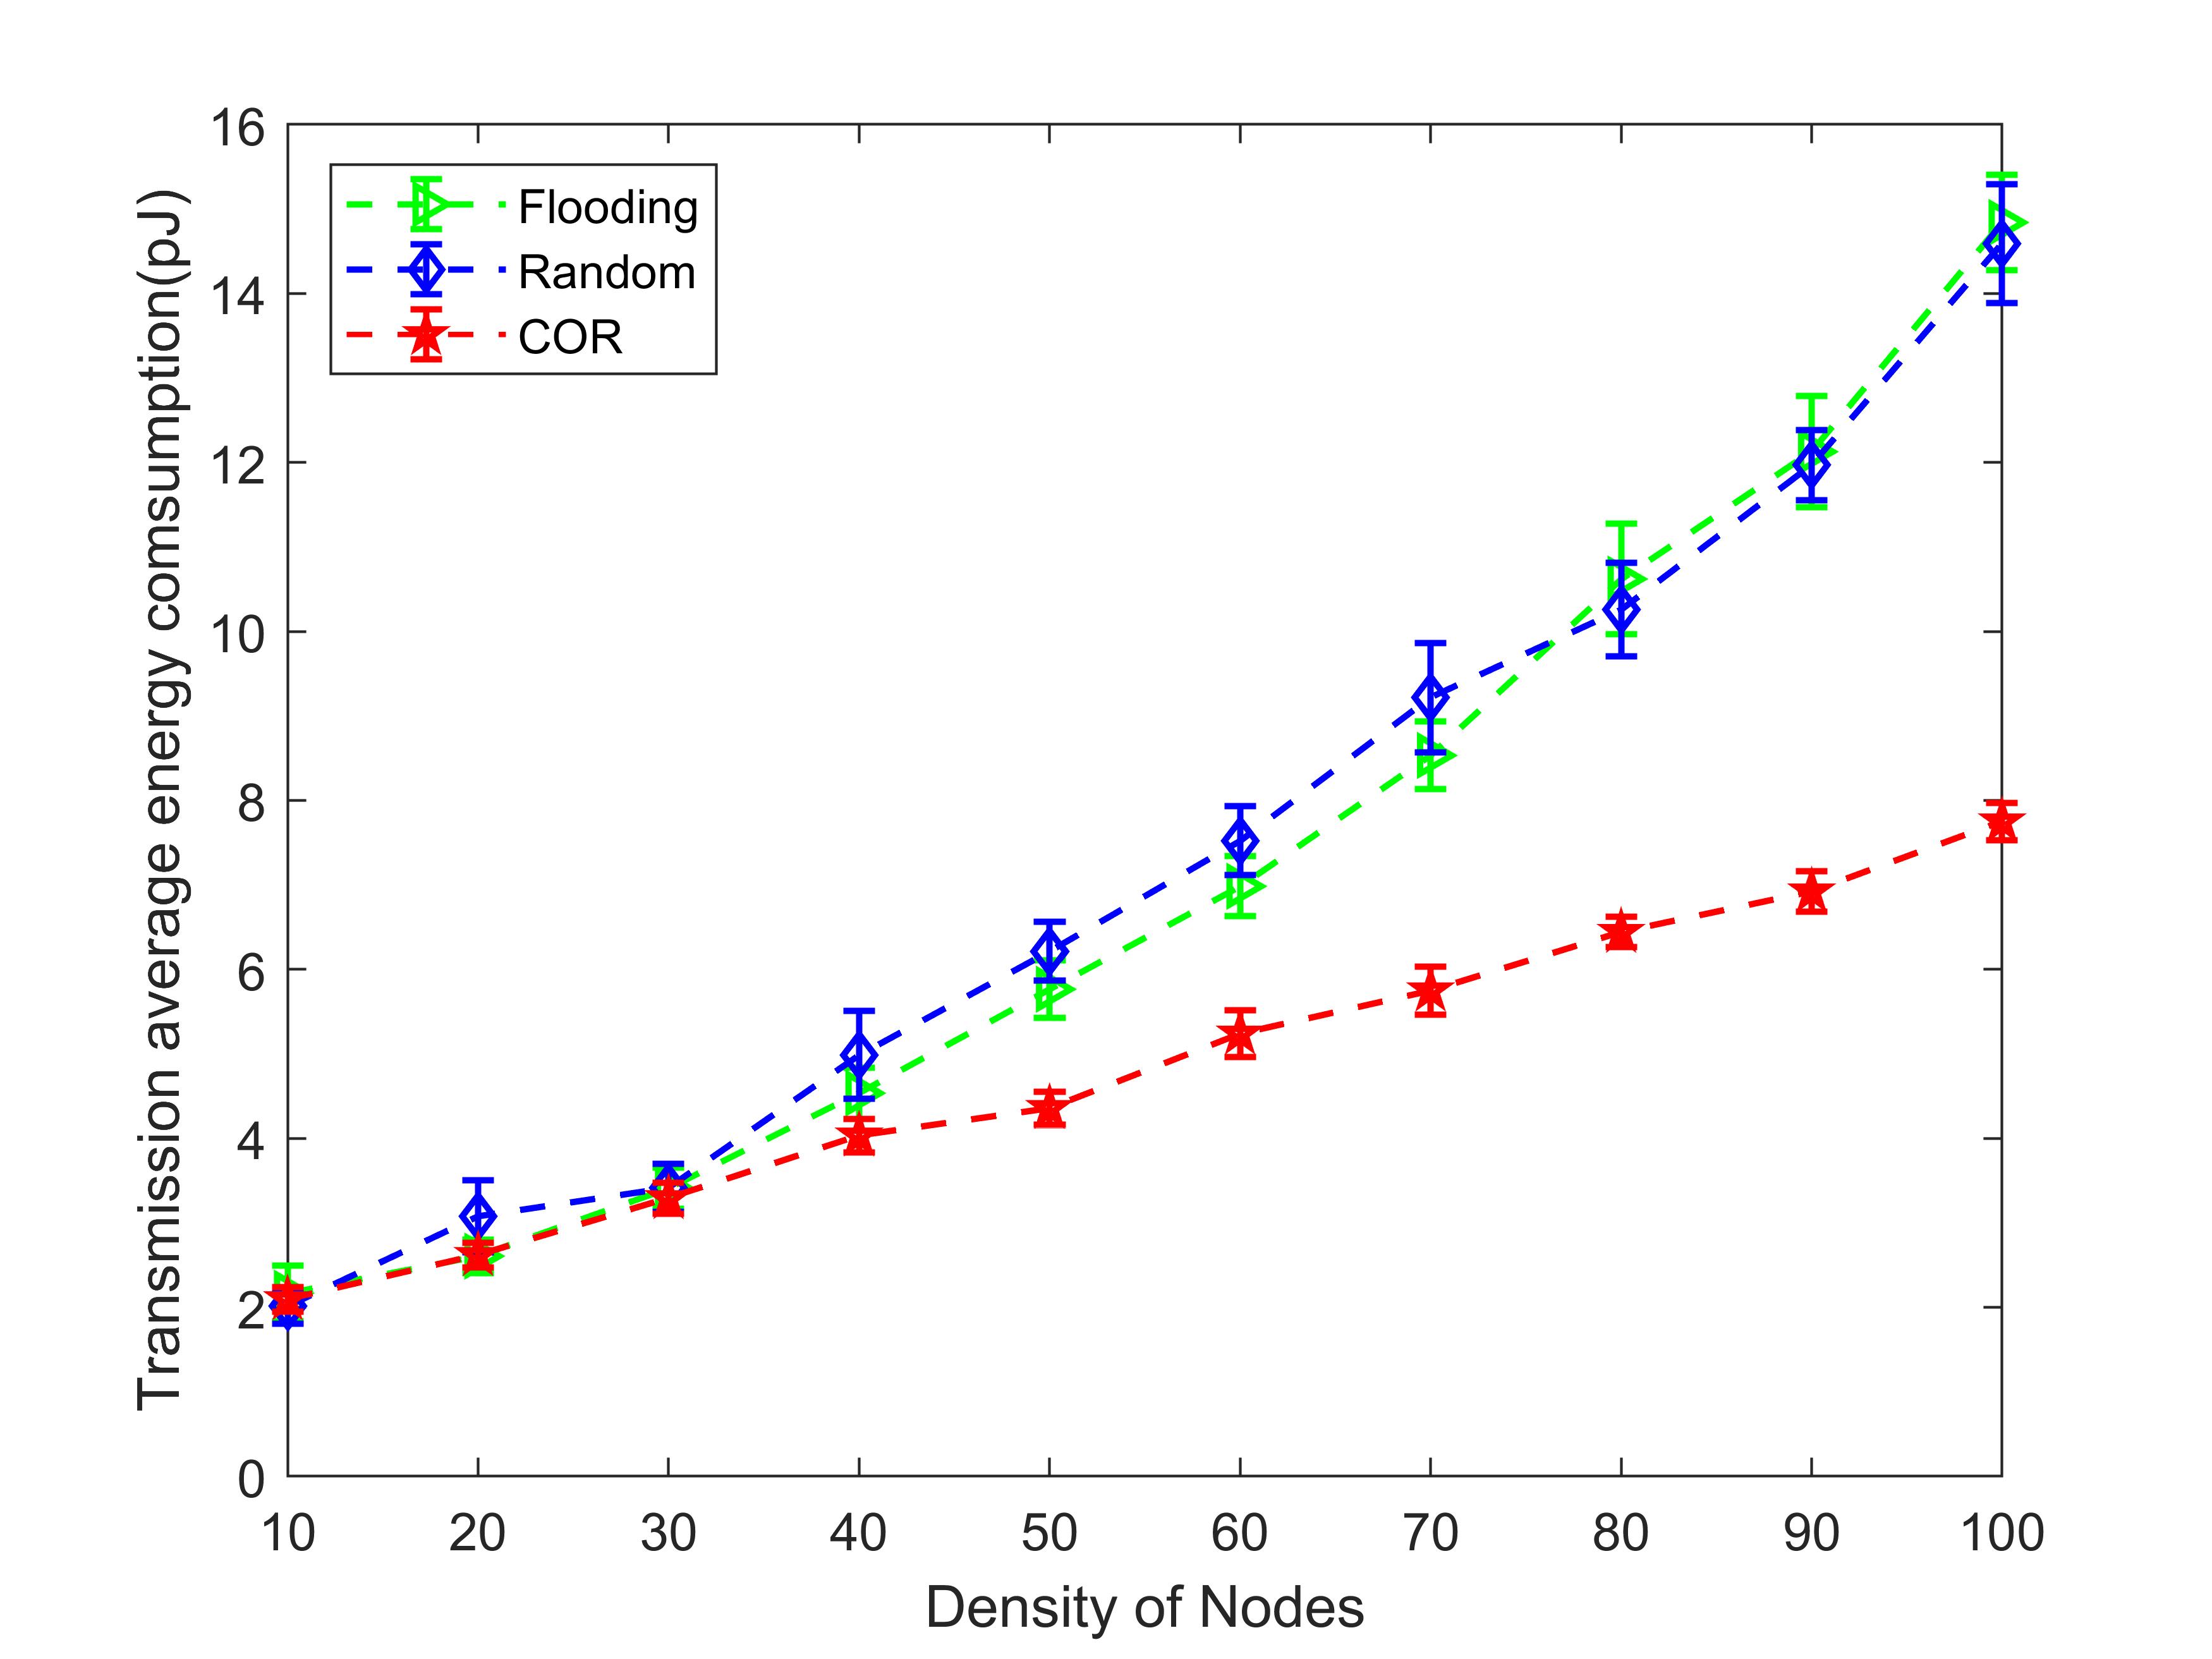 Transmission average energy comsumption(pJ)
16
14
12
10
8
6
4
2
0
Flooding
Random
COR
10 20 30 40 50 60 70 80 90 100
Density of Nodes